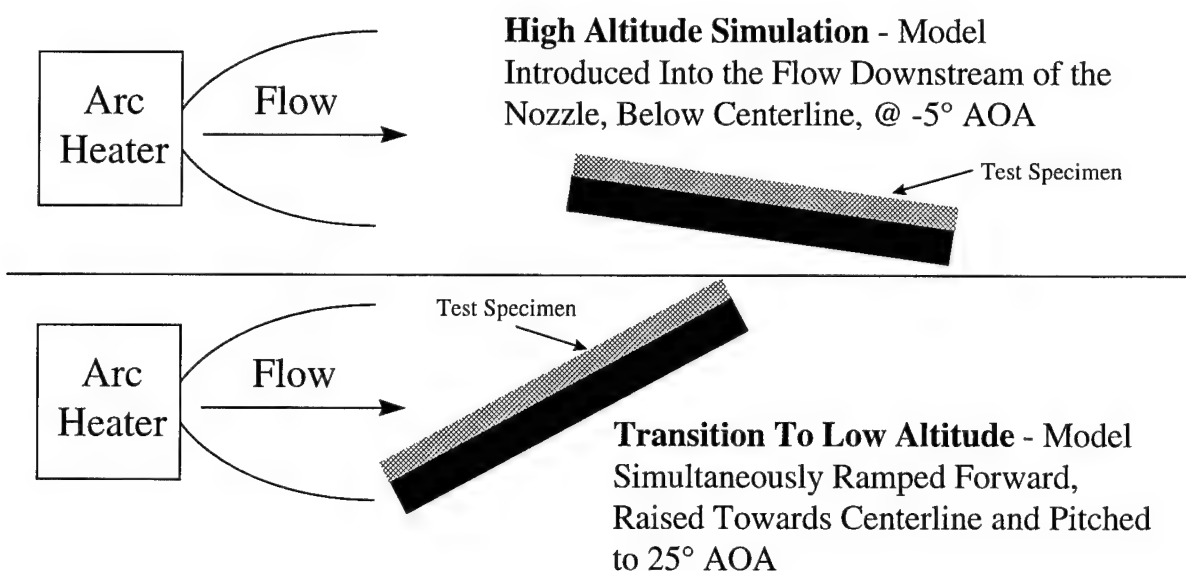 High Altitude Simulation - Model
Introduced Into the Flow Downstream of the
Nozzle, Below Centerline, @ -5° AOA
Arc
Heater
Flow
Test Specimen
Test Specimen
Arc
Heater
Flow
Transition To Low Altitude - Model
Simultaneously Ramped Forward,
Raised Towards Centerline and Pitched
to 25° AOA